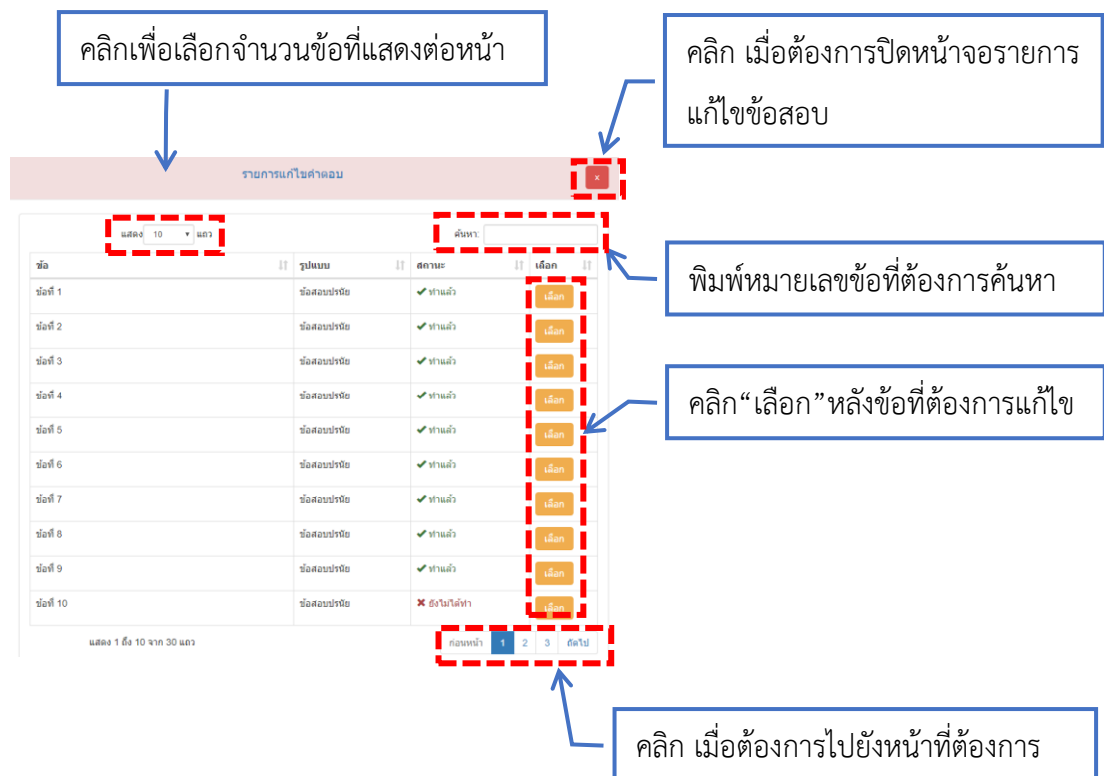 คลิกเพื่อเลือกจำนวนข้อที่แสดงต่อหน้า
คลิก เมื่อต้องการปิดหน้าจอรายการ
แก้ไขข้อสอบ
รายการแก้ไขคำตอบ
x
แสดง 10 แถว
ค้นหา:
ข้อ รูปแบบ สถานะ เลือก
ข้อที่ 1 ข้อสอบปรนัย ทำแล้ว เลือก
ข้อที่ 2 ข้อสอบปรนัย ทำแล้ว เลือก
ข้อที่ 3 ข้อสอบปรนัย ทำแล้ว เลือก
ข้อที่ 4 ข้อสอบปรนัย ทำแล้ว เลือก
ข้อที่ 5 ข้อสอบปรนัย ทำแล้ว เลือก
ข้อที่ 6 ข้อสอบปรนัย ทำแล้ว เลือก
ข้อที่ 7 ข้อสอบปรนัย ทำแล้ว เลือก
ข้อที่ 8 ข้อสอบปรนัย ทำแล้ว เลือก
ข้อที่ 9 ข้อสอบปรนัย ทำแล้ว เลือก
ข้อที่ 10 ข้อสอบปรนัย ยังไม่ได้ทำ เลือก
แสดง 1 ถึง 10 จาก 30 แถว
ก่อนหน้า 1 2 3 ถัดไป
พิมพ์หมายเลขข้อที่ต้องการค้นหา
คลิก“เลือก”หลังข้อที่ต้องการแก้ไข
คลิก เมื่อต้องการไปยังหน้าที่ต้องการ